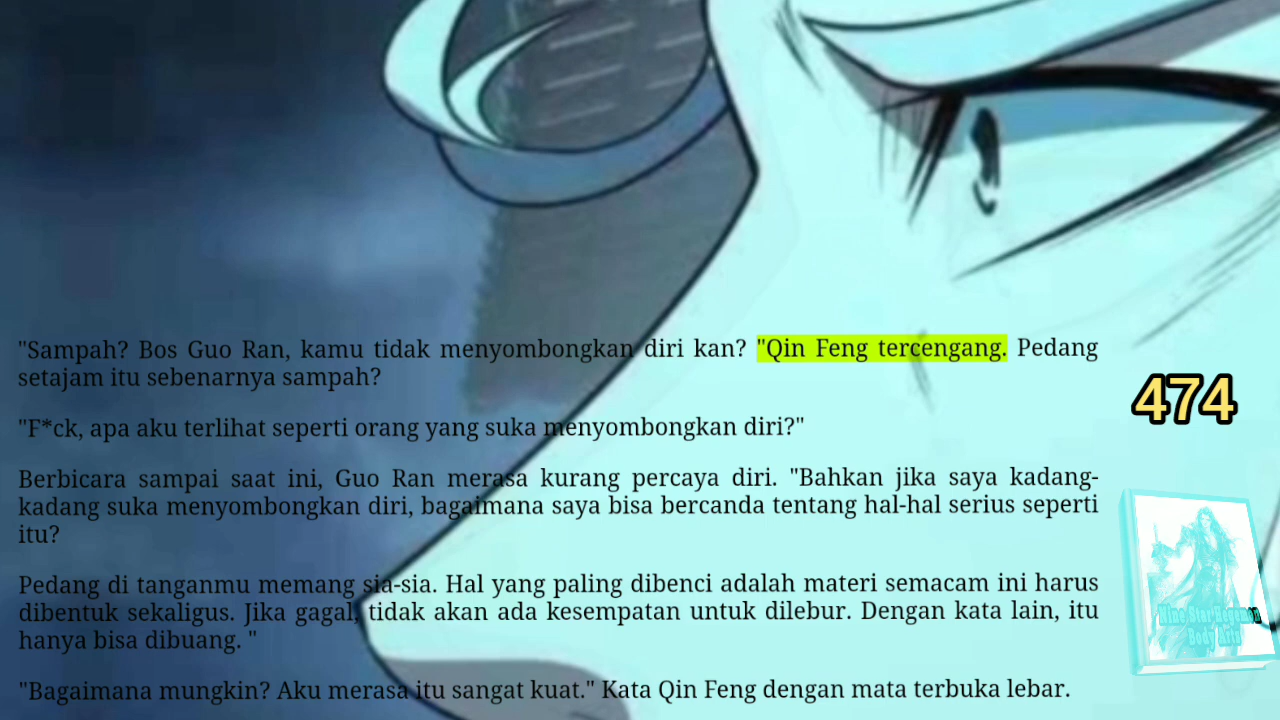 "Sampah? Bos Guo Ran, kamu tidak menyombongkan diri kan? "Qin Feng tercengang. Pedang
setajam itu sebenarnya sampah?
"F*ck, apa aku terlihat seperti orang yang suka menyombongkan diri?"
Berbicara sampai saat ini, Guo Ran merasa kurang percaya diri. "Bahkan jika saya kadang-
kadang suka menyombongkan diri, bagaimana saya bisa bercanda tentang hal-hal serius seperti
itu?
Pedang di tanganmu memang sia-sia. Hal yang paling dibenci adalah materi semacam ini harus
dibentuk sekaligus. Jika gagal, tidak akan ada kesempatan untuk dilebur. Dengan kata lain, itu
hanya bisa dibuang. "
"Bagaimana mungkin? Aku merasa itu sangat kuat." Kata Qin Feng dengan mata terbuka lebar.
474
Nine Star Hegemon
Body Arts